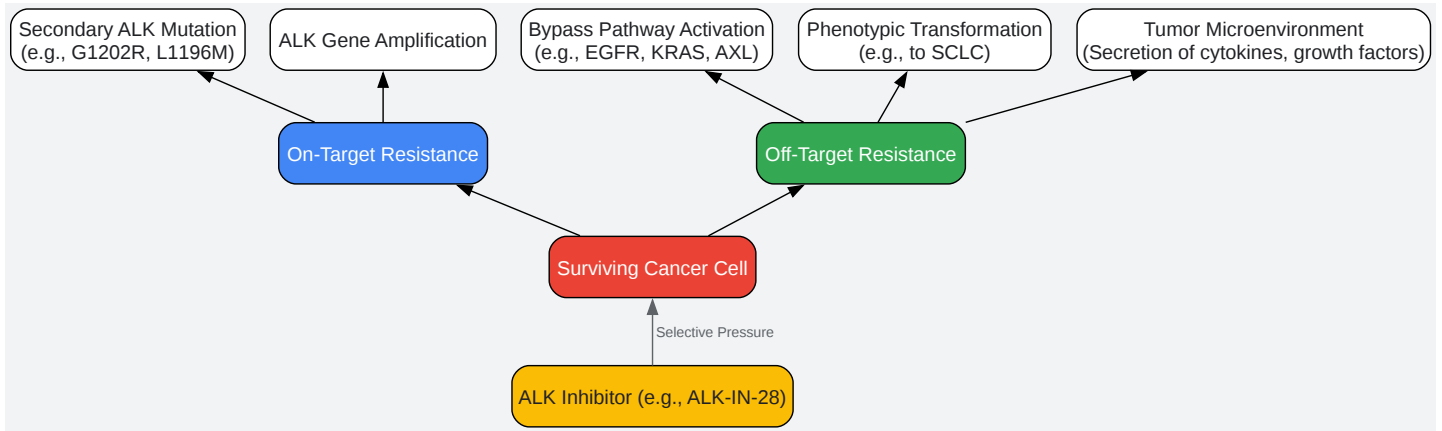 Secondary ALK Mutation
(e.g., G1202R, L1196M)
ALK Gene Amplification
Bypass Pathway Activation
(e.g., EGFR, KRAS, AXL)
Phenotypic Transformation
(e.g., to SCLC)
Tumor Microenvironment
(Secretion of cytokines, growth factors)
On-Target Resistance
Off-Target Resistance
Surviving Cancer Cell
Selective Pressure
ALK Inhibitor (e.g., ALK-IN-28)